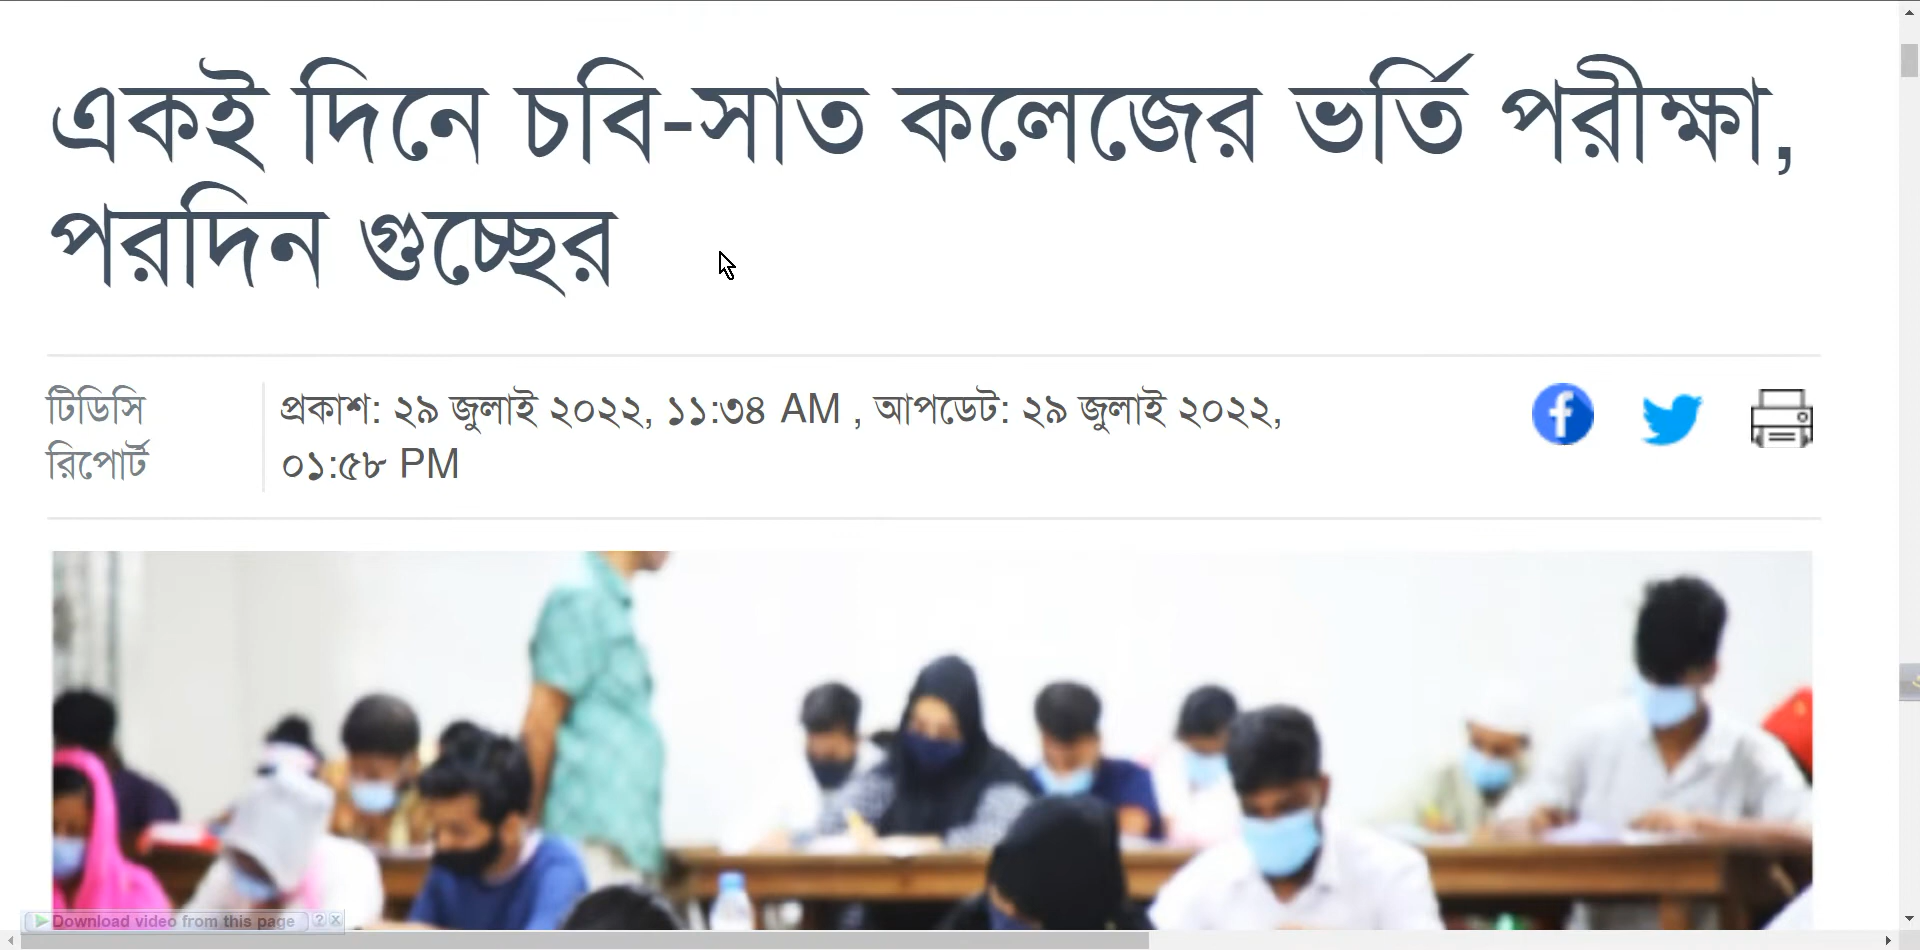 একই দিনে চবি-সাত কলেজের ভর্তি পরীক্ষা,
পরদিন গুচ্ছের
টিডিসি
রিপোর্ট
প্রকাশ: ২৯ জুলাই ২০২২, ১১:৩৪ AM , আপডেট: ২৯ জুলাই ২০২২,
০১:৫৮ PM
Download video from this page